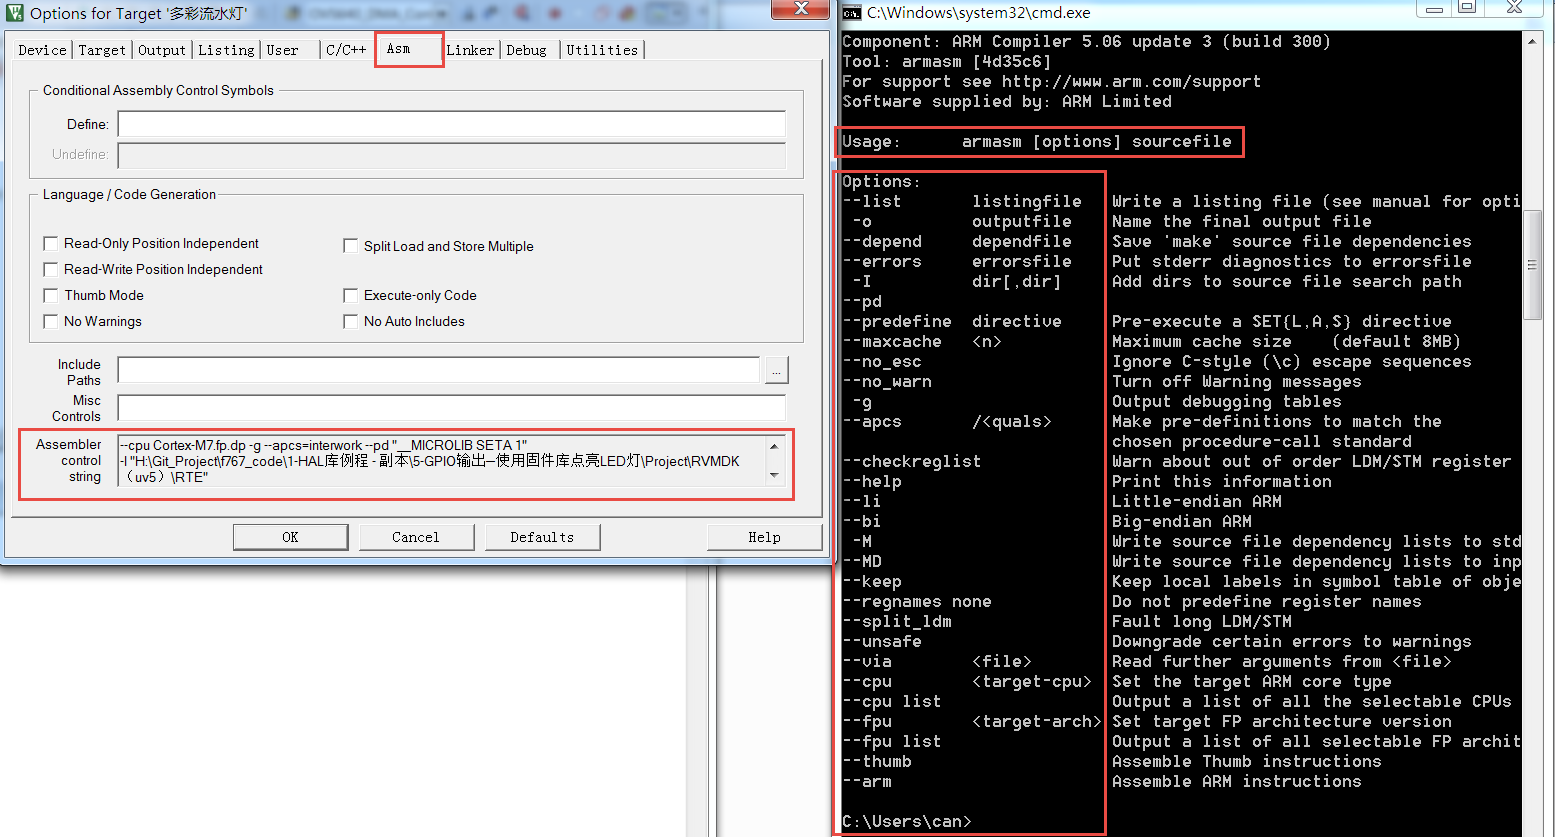 Options for Target '多彩流水灯'
Device Target Output Listing User C/C++ Asm Linker Debug Utilities
Conditional Assembly Control Symbols
Define:
Undefine:
Language / Code Generation
Read-Only Position Independent
Split Load and Store Multiple
Read-Write Position Independent
Thumb Mode
Execute-only Code
No Warnings
No Auto Includes
Include
Paths
...
Misc
Controls
Assembler
control
string
--cpu Cortex-M7.fp.dp -g --apcs=interwork --pd "__MICROLIB SETA 1"
-I "H:\Git_Project\f767_code\1-HAL库例程 - 副本\5-GPIO输出—使用固件库点亮LED灯\Project\RVMDK
（uv5）\RTE"
OK Cancel Defaults Help
C:\Windows\system32\cmd.exe
Component: ARM Compiler 5.06 update 3 (build 300)
Tool: armasm [4d35c6]
For support see http://www.arm.com/support
Software supplied by: ARM Limited
Usage: armasm [options] sourcefile
Options:
--list listingfile Write a listing file (see manual for opti
-o outputfile Name the final output file
--depend dependfile Save 'make' source file dependencies
--errors errorsfile Put stderr diagnostics to errorsfile
-I dir[,dir] Add dirs to source file search path
--pd
--predefine directive Pre-execute a SET{L,A,S} directive
--maxcache <n> Maximum cache size (default 8MB)
--no_esc Ignore C-style (\c) escape sequences
--no_warn Turn off Warning messages
-g Output debugging tables
--apcs /<quals> Make pre-definitions to match the
chosen procedure-call standard
--checkreglist Warn about out of order LDM/STM register
--help Print this information
--li Little-endian ARM
--bi Big-endian ARM
-M Write source file dependency lists to std
--MD Write source file dependency lists to inp
--keep Keep local labels in symbol table of obje
--regnames none Do not predefine register names
--split_ldm Fault long LDM/STM
--unsafe Downgrade certain errors to warnings
--via <file> Read further arguments from <file>
--cpu <target-cpu> Set the target ARM core type
--cpu list Output a list of all the selectable CPUs
--fpu <target-arch> Set target FP architecture version
--fpu list Output a list of all selectable FP archit
--thumb Assemble Thumb instructions
--arm Assemble ARM instructions
C:\Users\can>